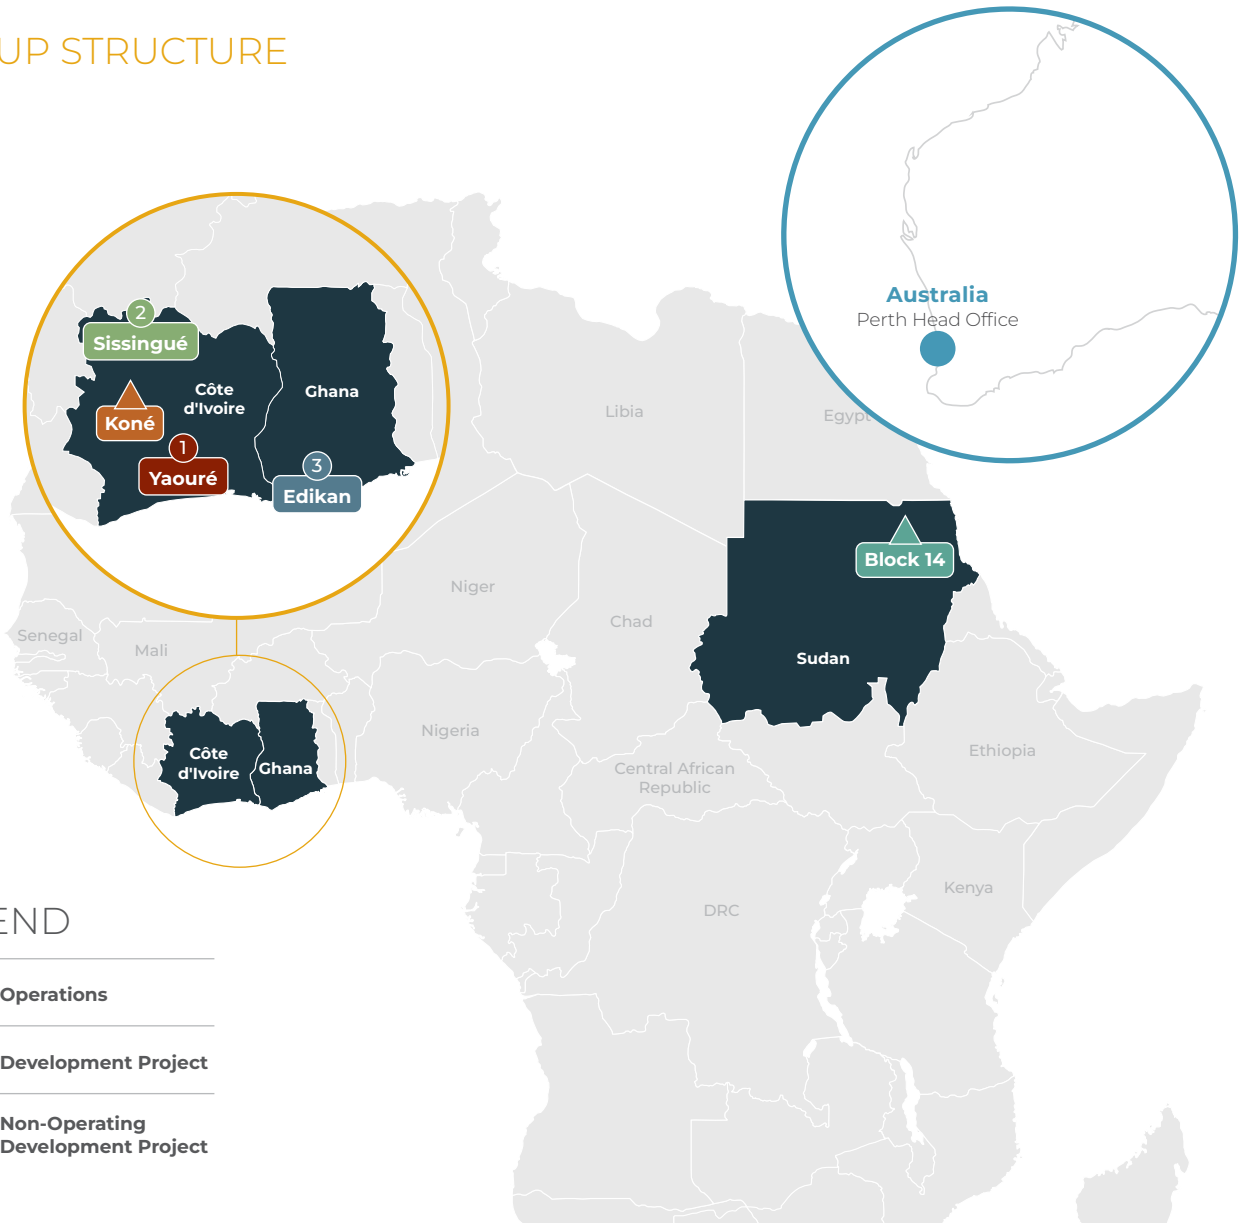 UP STRUCTURE
Australia
Perth Head Office
2
Sissingué
Côte
d'Ivoire
Ghana
Koné
1
Yaouré
3
Edikan
Libia
Egypt
Block 14
Sudan
Niger
Chad
Senegal
Mali
Nigeria
Côte
d'Ivoire
Ghana
Central African
Republic
Ethiopia
Kenya
DRC
END
Operations
Development Project
Non-Operating
Development Project